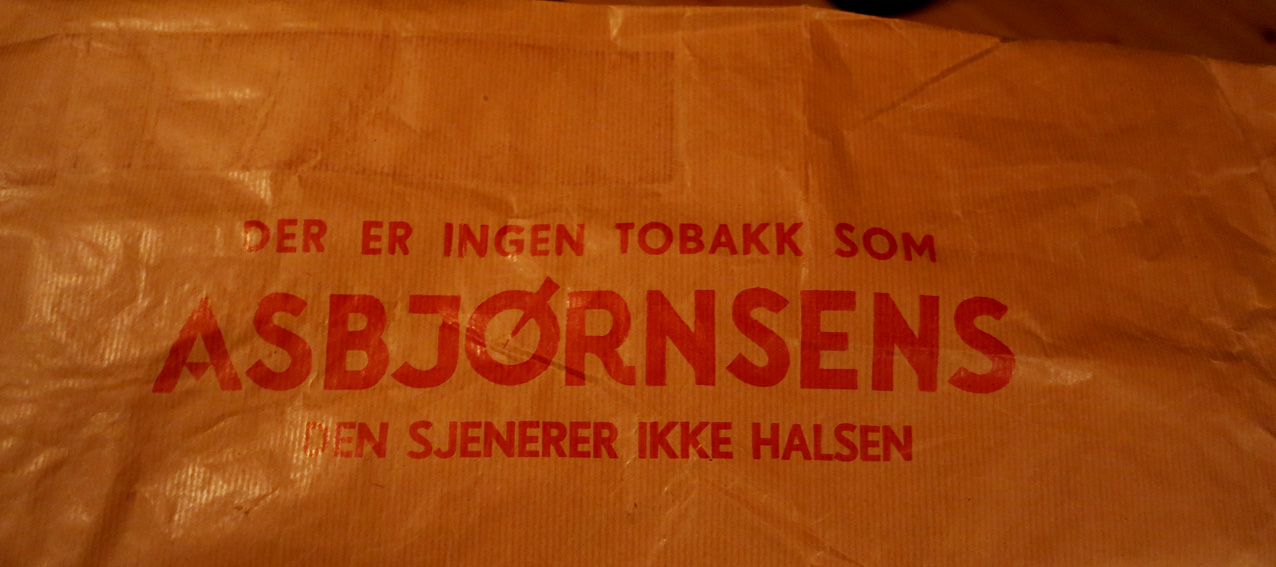 DER ER INGEN TOBAKK SOM
ASBJØRNSENS
DEN SJENERER IKKE HALSEN